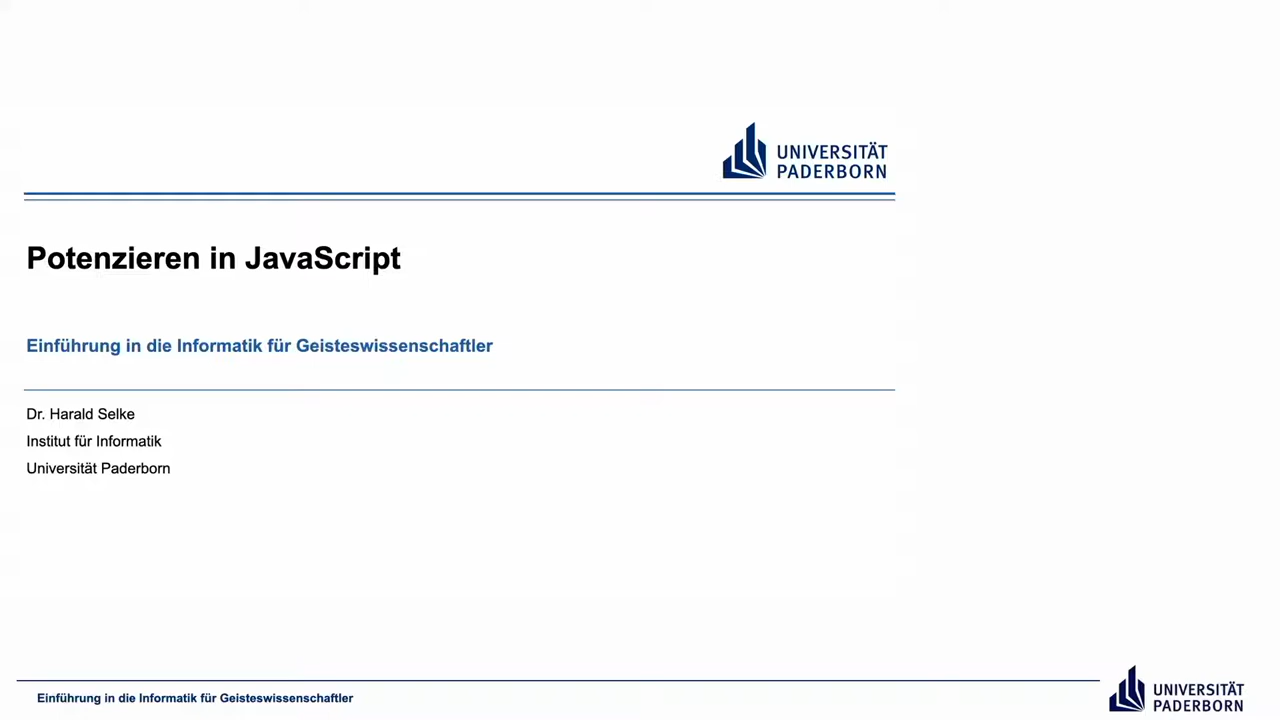 UNIVERSITÄT
PADERBORN
Potenzieren in JavaScript
Einführung in die Informatik für Geisteswissenschaftler
Dr. Harald Selke
Institut für Informatik
Universität Paderborn
Einführung in die Informatik für Geisteswissenschaftler
UNIVERSITÄT
PADERBORN